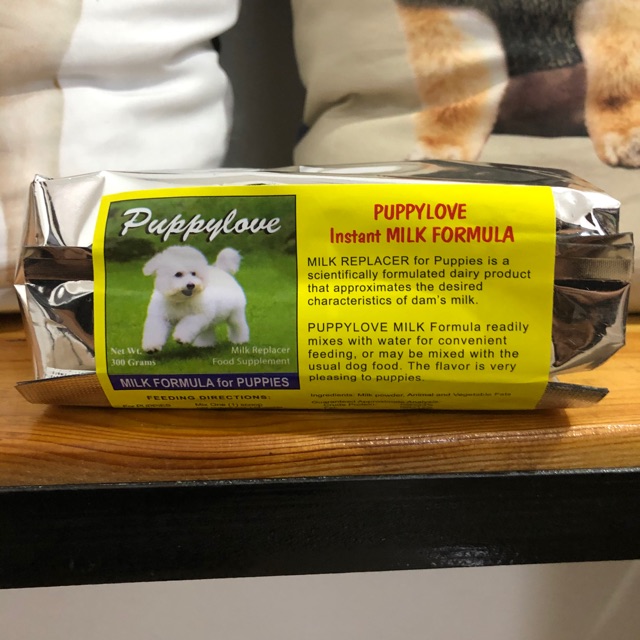 Puppylove
Net Wt.
300 Grams
Milk Replacer
Food Supplement
MILK FORMULA for PUPPIES
FEEDING DIRECTIONS:
PUPPYLOVE
Instant MILK FORMULA
MILK REPLACER for Puppies is a
scientifically formulated dairy product
that approximates the desired
characteristics of dam's milk.
PUPPYLOVE MILK Formula readily
mixes with water for convenient
feeding, or may be mixed with the
usual dog food. The flavor is very
pleasing to puppies.
Ingredients: Milk powder, Animal and Vegetable Fats